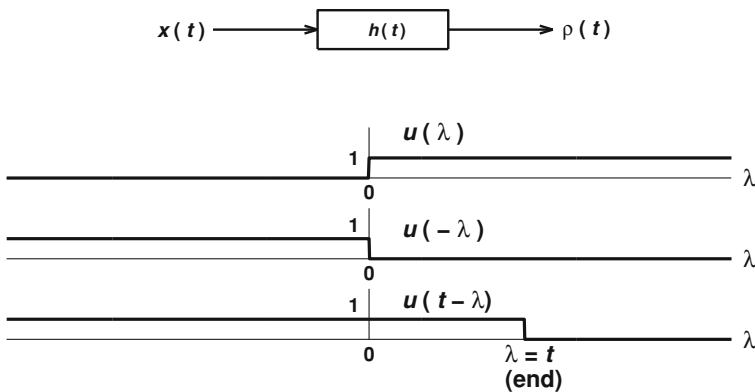 x ( t ) h ( t ) ρ ( t )
u ( λ )
1
0 λ
u ( − λ )
1
0 λ
u ( t − λ )
1
0 λ = t λ
(end)